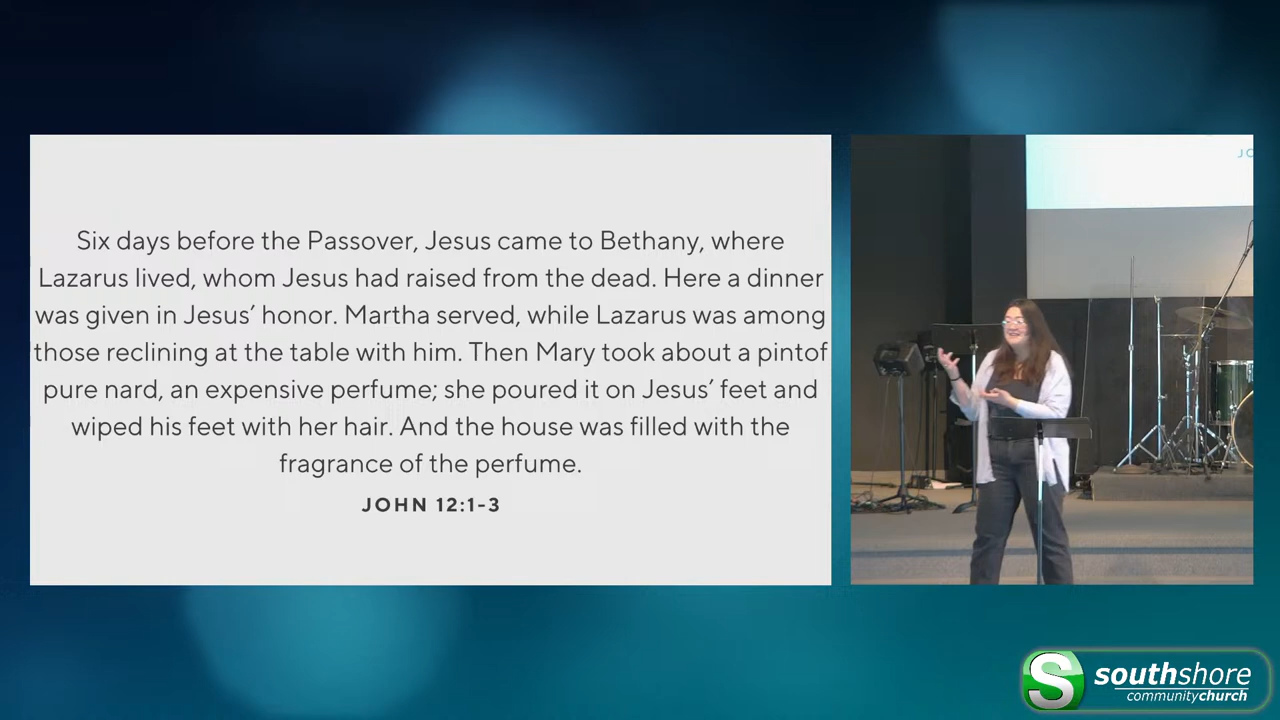 Six days before the Passover, Jesus came to Bethany, where
Lazarus lived, whom Jesus had raised from the dead. Here a dinner
was given in Jesus’ honor. Martha served, while Lazarus was among
those reclining at the table with him. Then Mary took about a pintof
pure nard, an expensive perfume; she poured it on Jesus’ feet and
wiped his feet with her hair. And the house was filled with the
fragrance of the perfume.
JOHN 12:1-3
JO
S southshore
communitychurch